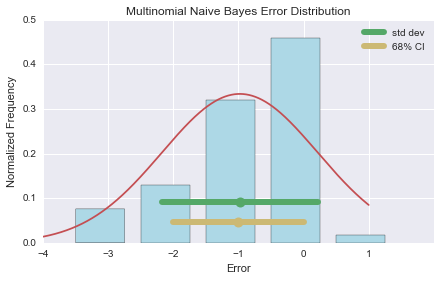 Multinomial Naive Bayes Error Distribution
0.5
0.4
0.3
0.2
0.1
0.0
Normalized Frequency
std dev
68% CI
−4
−3
−2
−1
0
1
Error